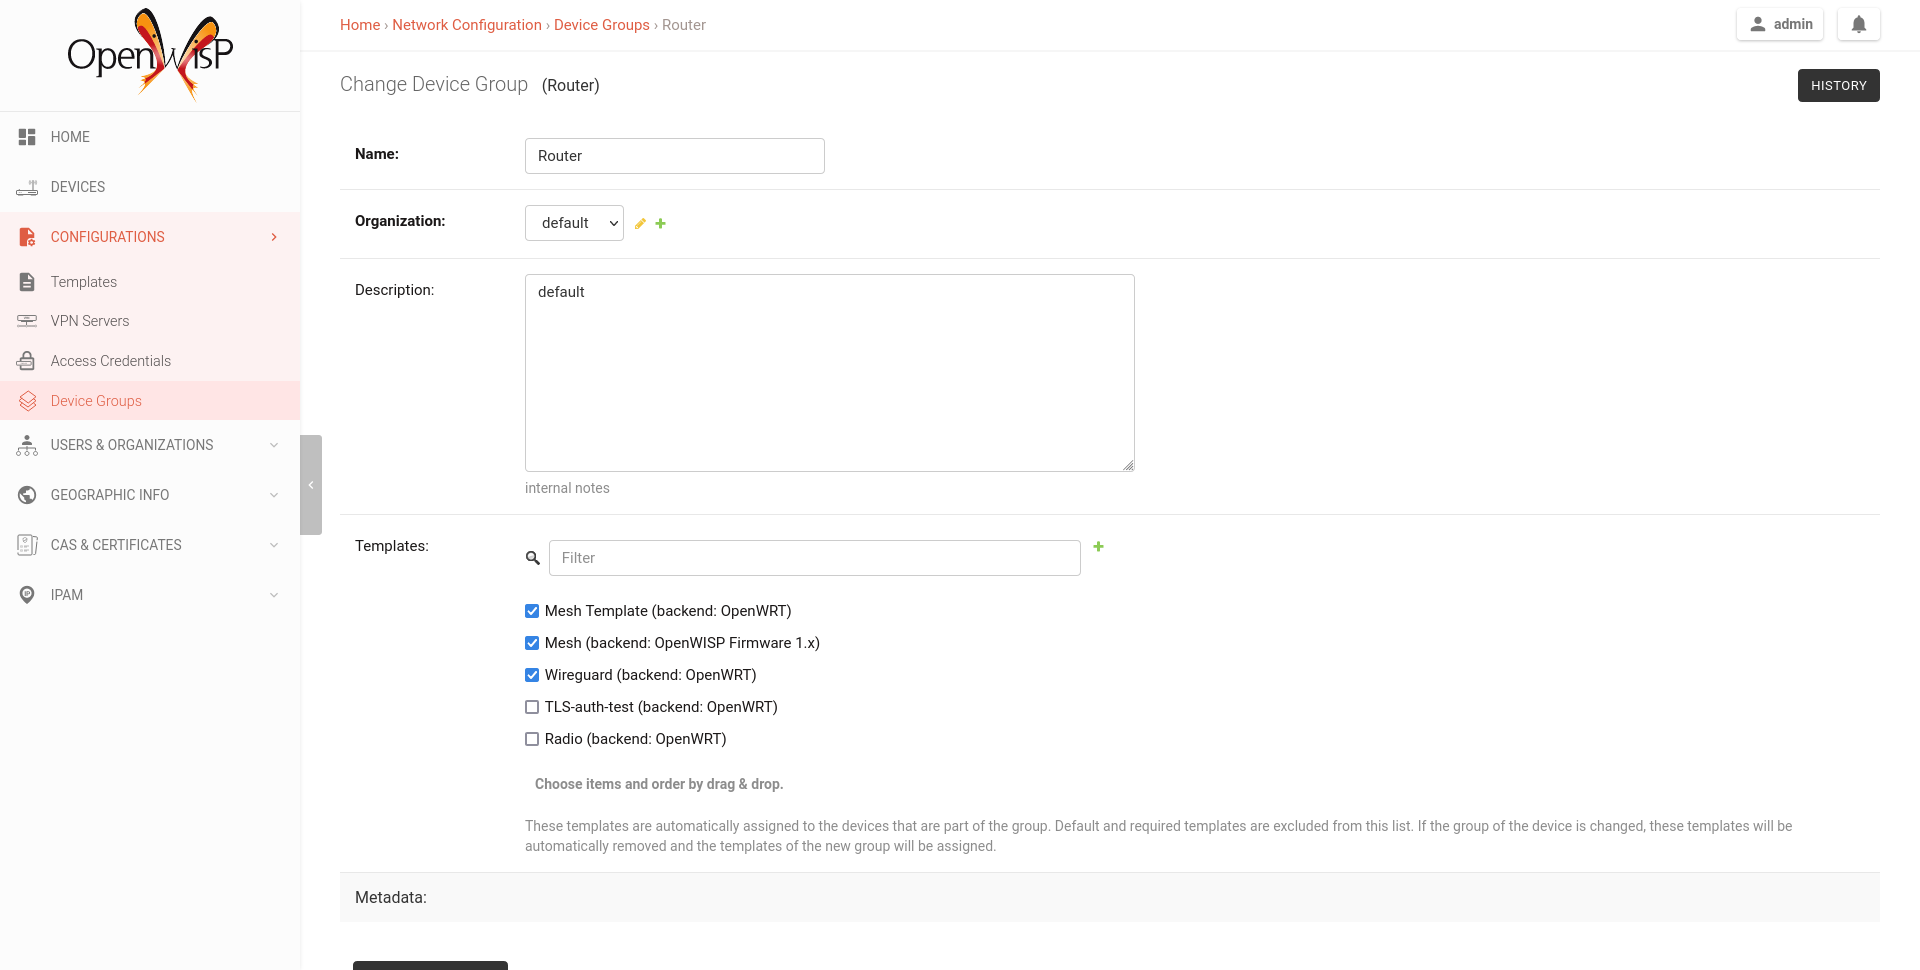 OpenWISP
Home › Network Configuration › Device Groups › Router
admin
Change Device Group (Router)
HISTORY
HOME
DEVICES
CONFIGURATIONS
Templates
VPN Servers
Access Credentials
Device Groups
USERS & ORGANIZATIONS
GEOGRAPHIC INFO
CAS & CERTIFICATES
IPAM
Name:
Router
Organization:
default
Description:
default
internal notes
Templates:
Filter
Mesh Template (backend: OpenWRT)
Mesh (backend: OpenWISP Firmware 1.x)
Wireguard (backend: OpenWRT)
TLS-auth-test (backend: OpenWRT)
Radio (backend: OpenWRT)
Choose items and order by drag & drop.
These templates are automatically assigned to the devices that are part of the group. Default and required templates are excluded from this list. If the group of the device is changed, these templates will be
automatically removed and the templates of the new group will be assigned.
Metadata: